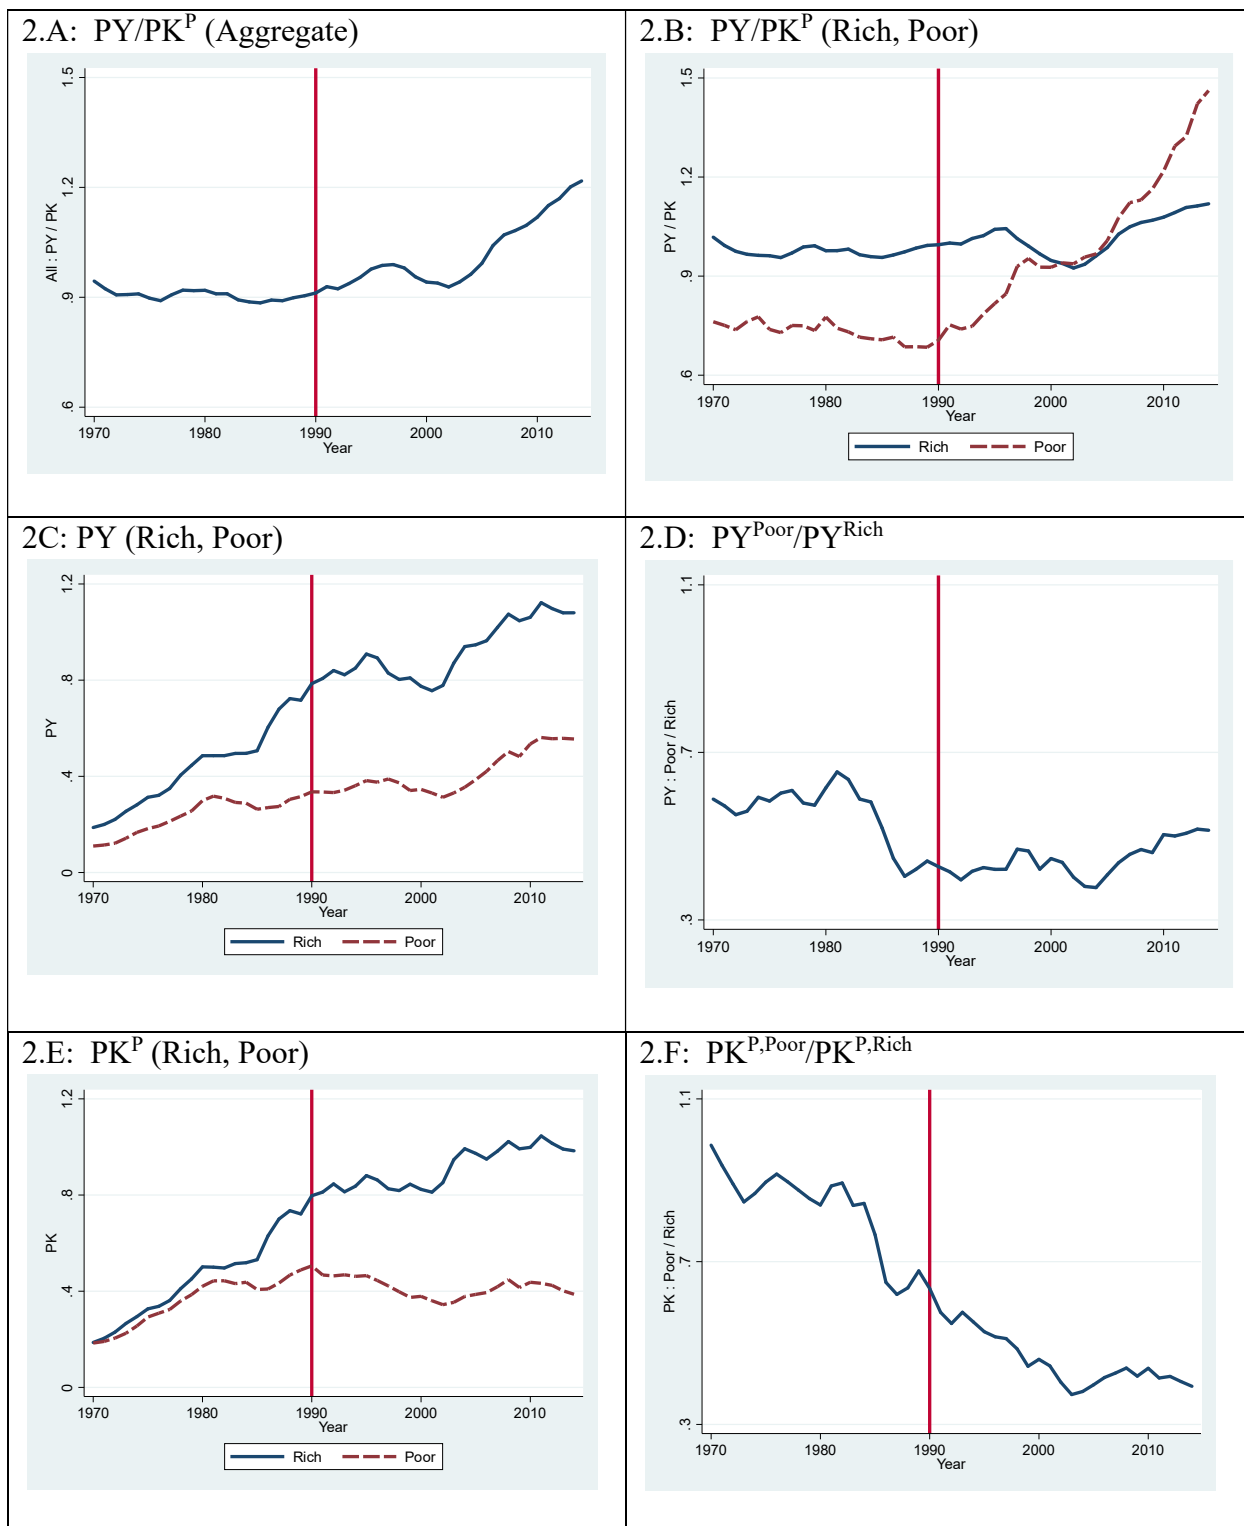 2.A: PY/PK^P (Aggregate)
1.5
1.2
.9
.6
All : PY / PK
1970 1980 1990 2000 2010
Year
2.B: PY/PK^P (Rich, Poor)
1.5
1.2
.9
.6
PY / PK
1970 1980 1990 2000 2010
Year
Rich Poor
2C: PY (Rich, Poor)
1.2
.8
.4
0
PY
1970 1980 1990 2000 2010
Year
Rich Poor
2.D: PY^Poor/PY^Rich
1.1
.7
.3
PY : Poor / Rich
1970 1980 1990 2000 2010
Year
2.E: PK^P (Rich, Poor)
1.2
.8
.4
0
PK
1970 1980 1990 2000 2010
Year
Rich Poor
2.F: PK^P,Poor/PK^P,Rich
1.1
.7
.3
PK : Poor / Rich
1970 1980 1990 2000 2010
Year